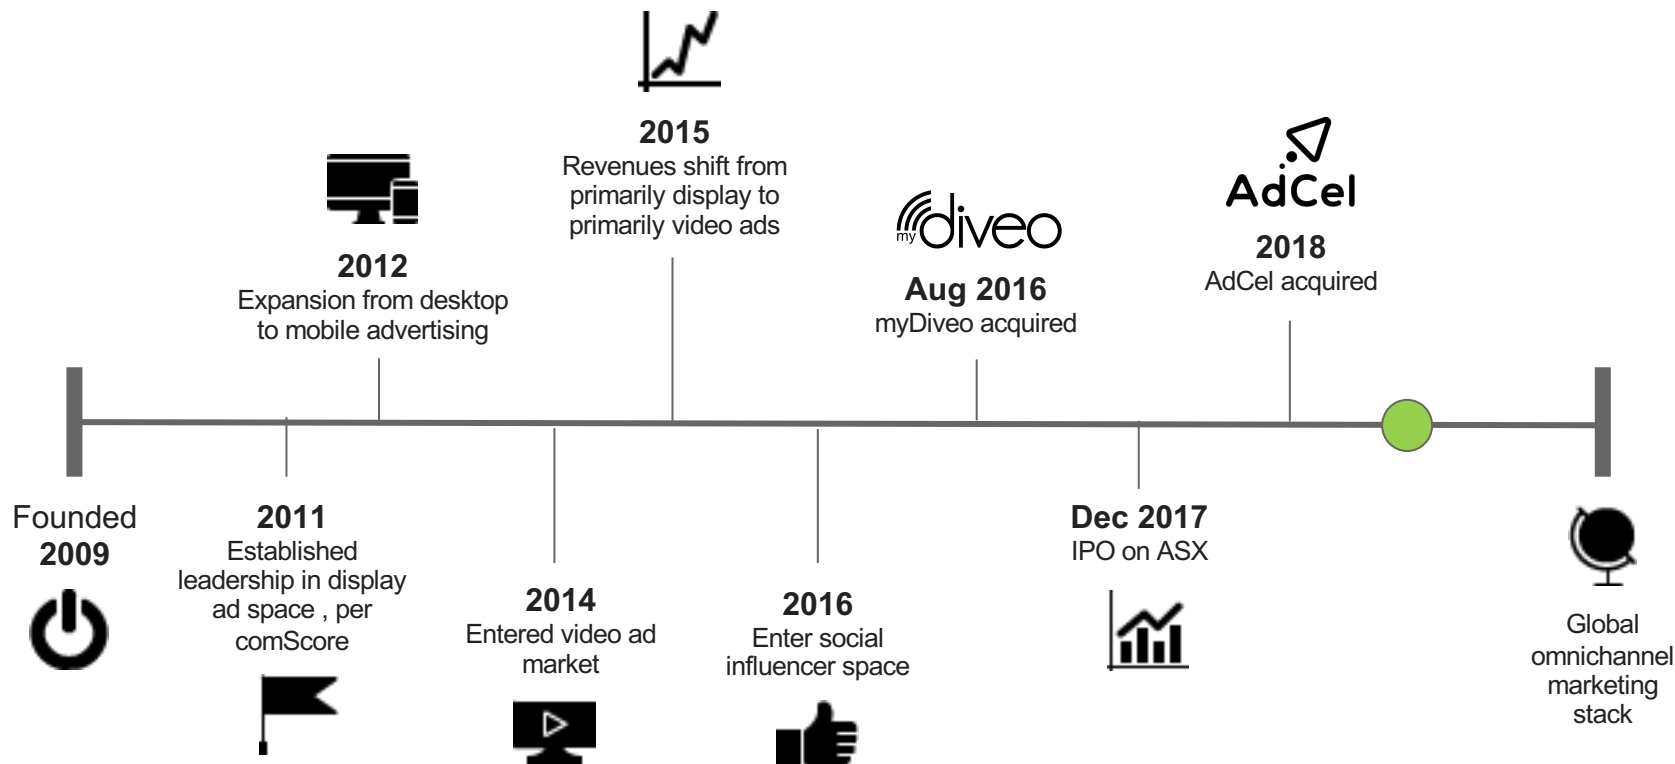 Founded
2009
2011
Established
leadership in display
ad space , per
comScore
2012
Expansion from desktop
to mobile advertising
2014
Entered video ad
market
2015
Revenues shift from
primarily display to
primarily video ads
2016
Enter social
influencer space
my diveo
Aug 2016
myDiveo acquired
Dec 2017
IPO on ASX
AdCel
2018
AdCel acquired
Global
omnichannel
marketing
stack